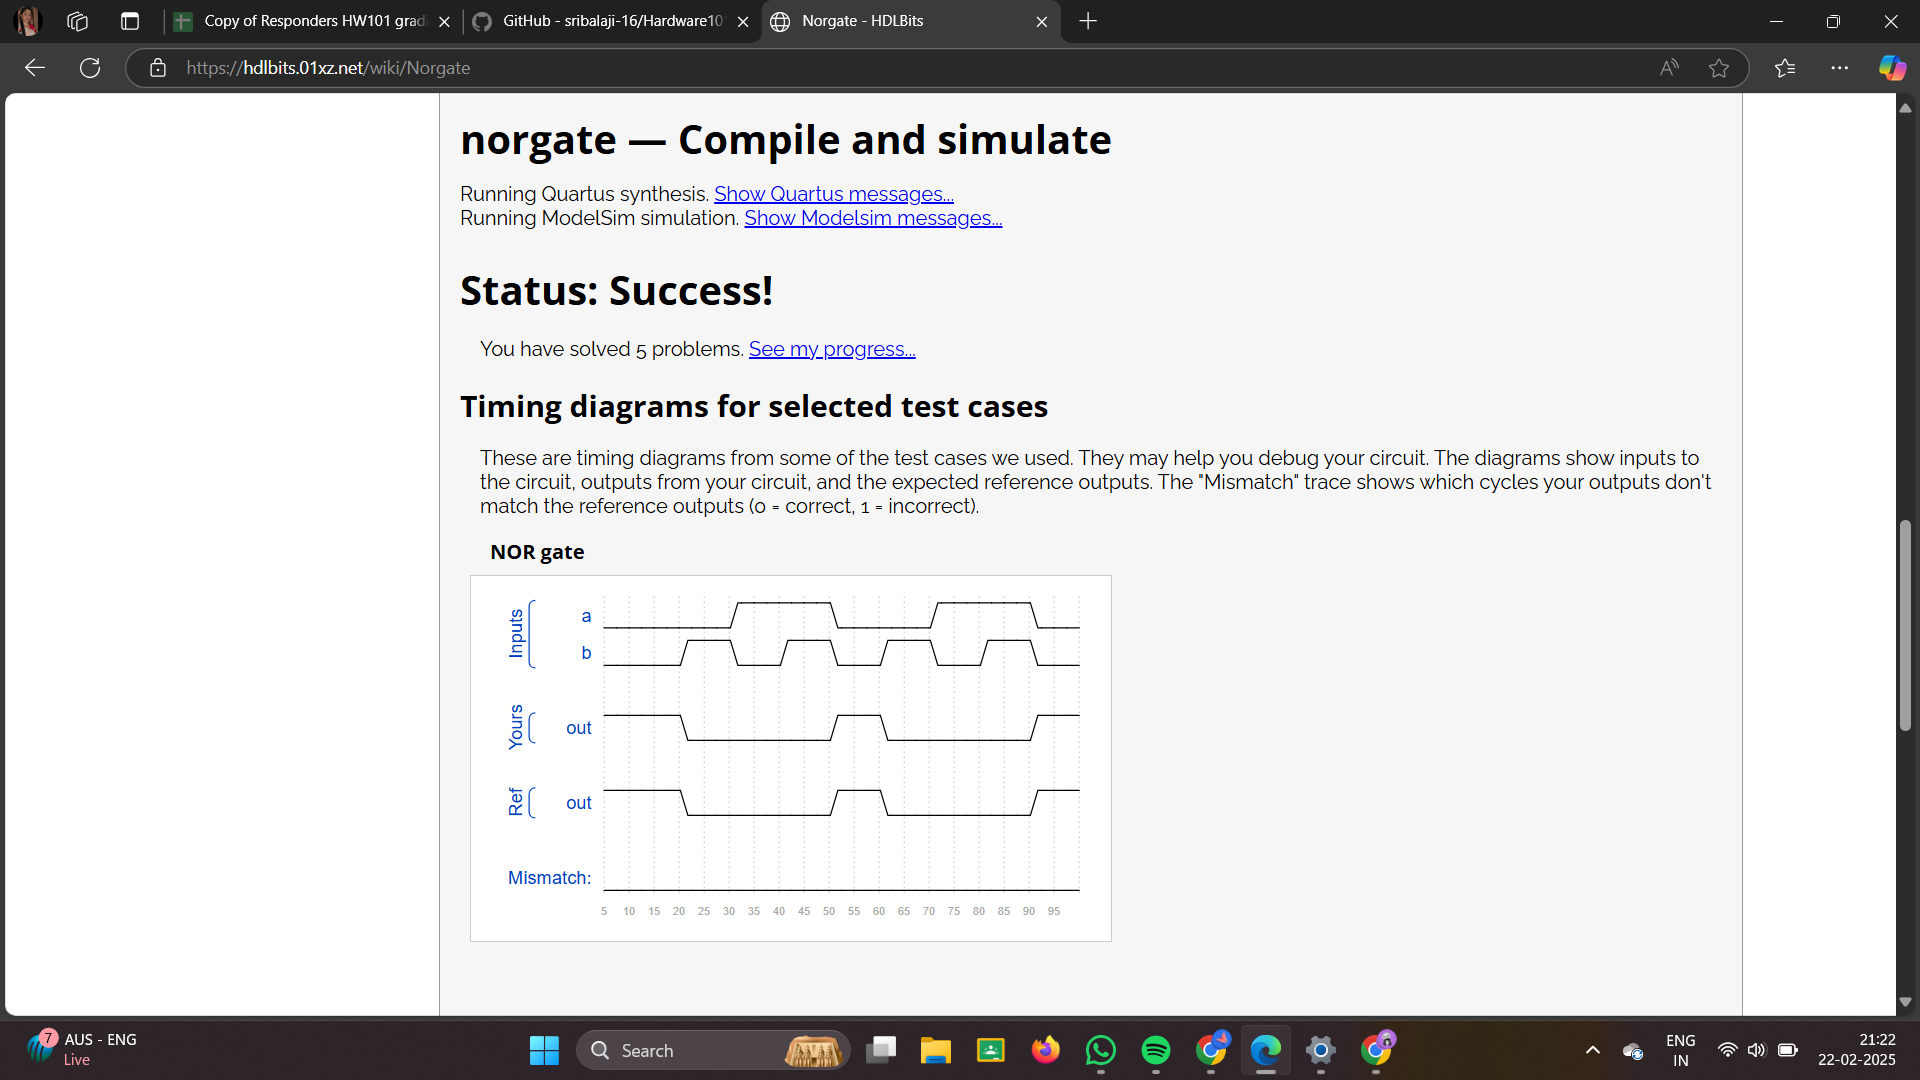 Copy of Responders HW101 gradi
GitHub - sribalaji-16/Hardware10
Norgate - HDLBits
https://hdlbits.01xz.net/wiki/Norgate
norgate — Compile and simulate
Running Quartus synthesis. Show Quartus messages...
Running ModelSim simulation. Show Modelsim messages...
Status: Success!
You have solved 5 problems. See my progress...
Timing diagrams for selected test cases
These are timing diagrams from some of the test cases we used. They may help you debug your circuit. The diagrams show inputs to
the circuit, outputs from your circuit, and the expected reference outputs. The "Mismatch" trace shows which cycles your outputs don't
match the reference outputs (0 = correct, 1 = incorrect).
NOR gate
Inputs
a
b
Yours
out
Ref
out
Mismatch:
5 10 15 20 25 30 35 40 45 50 55 60 65 70 75 80 85 90 95
7
AUS - ENG
Live
Search
ENG
IN
21:22
22-02-2025